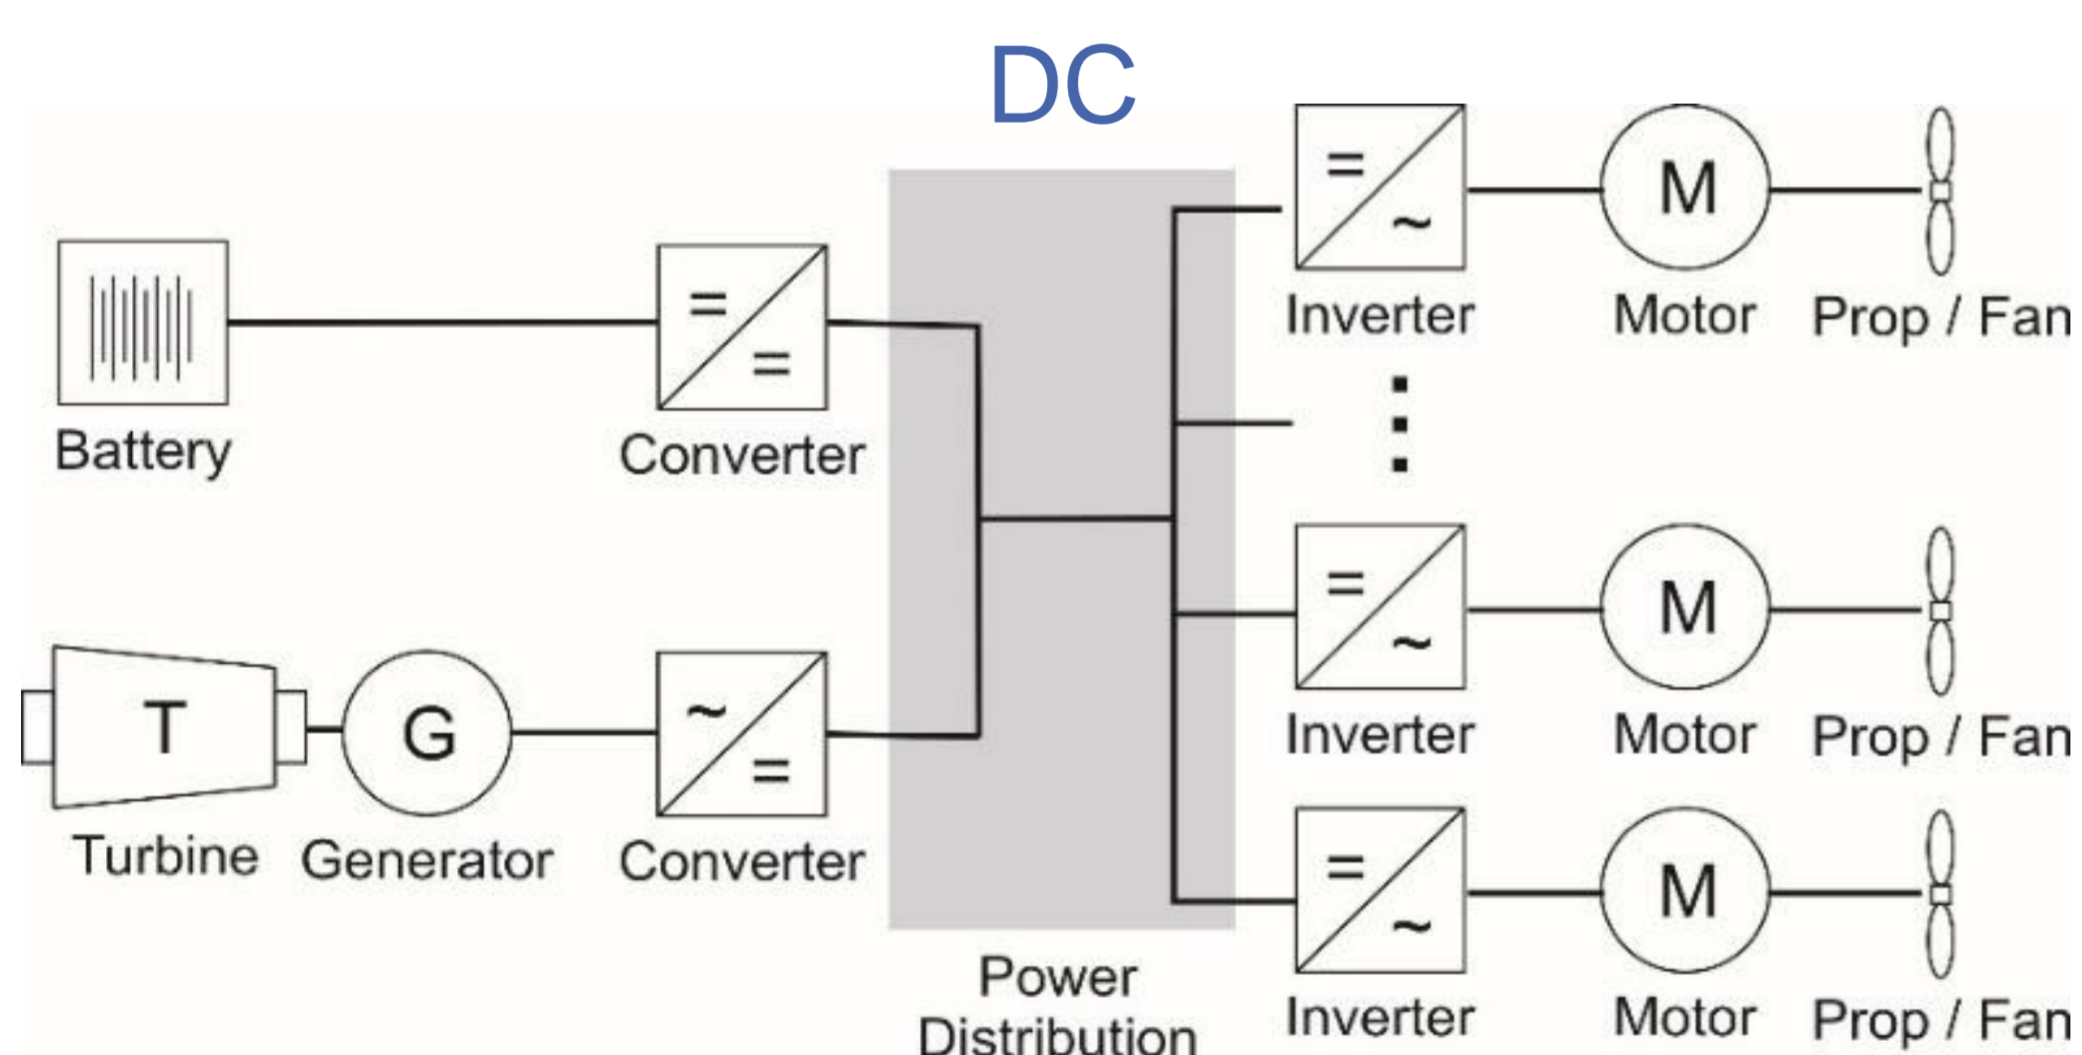 DC
=
~
M
Inverter
Motor
Prop / Fan
=
=
Battery
Converter
=
~
M
Inverter
Motor
Prop / Fan
T
G
~
=
Turbine
Generator
Converter
=
~
M
Inverter
Motor
Prop / Fan
Power
Distribution